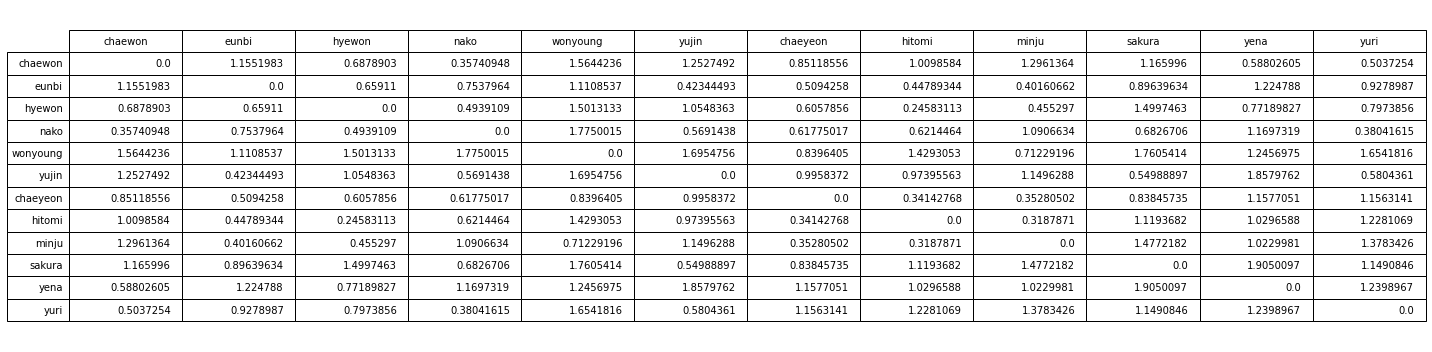 chaewon eunbi hyewon nako wonyoung yujin chaeyeon hitomi minju sakura yena yuri
chaewon 0.0 1.1551983 0.6878903 0.35740948 1.5644236 1.2527492 0.85118556 1.0098584 1.2961364 1.165996 0.58802605 0.5037254
eunbi 1.1551983 0.0 0.65911 0.7537964 1.1108537 0.42344493 0.5094258 0.44789344 0.40160662 0.89639634 1.224788 0.9278987
hyewon 0.6878903 0.65911 0.0 0.4939109 1.5013133 1.0548363 0.6057856 0.24583113 0.455297 1.4997463 0.77189827 0.7973856
nako 0.35740948 0.7537964 0.4939109 0.0 1.7750015 0.5691438 0.61775017 0.6214464 1.0906634 0.6826706 1.1697319 0.38041615
wonyoung 1.5644236 1.1108537 1.5013133 1.7750015 0.0 1.6954756 0.8396405 1.4293053 0.71229196 1.7605414 1.2456975 1.6541816
yujin 1.2527492 0.42344493 1.0548363 0.5691438 1.6954756 0.0 0.9958372 0.97395563 1.1496288 0.54988897 1.8579762 0.5804361
chaeyeon 0.85118556 0.5094258 0.6057856 0.61775017 0.8396405 0.9958372 0.0 0.34142768 0.35280502 0.83845735 1.1577051 1.1563141
hitomi 1.0098584 0.44789344 0.24583113 0.6214464 1.4293053 0.97395563 0.34142768 0.0 0.3187871 1.1193682 1.0296588 1.2281069
minju 1.2961364 0.40160662 0.455297 1.0906634 0.71229196 1.1496288 0.35280502 0.3187871 0.0 1.4772182 1.0229981 1.3783426
sakura 1.165996 0.89639634 1.4997463 0.6826706 1.7605414 0.54988897 0.83845735 1.1193682 1.4772182 0.0 1.9050097 1.1490846
yena 0.58802605 1.224788 0.77189827 1.1697319 1.2456975 1.8579762 1.1577051 1.0296588 1.0229981 1.9050097 0.0 1.2398967
yuri 0.5037254 0.9278987 0.7973856 0.38041615 1.6541816 0.5804361 1.1563141 1.2281069 1.3783426 1.1490846 1.2398967 0.0